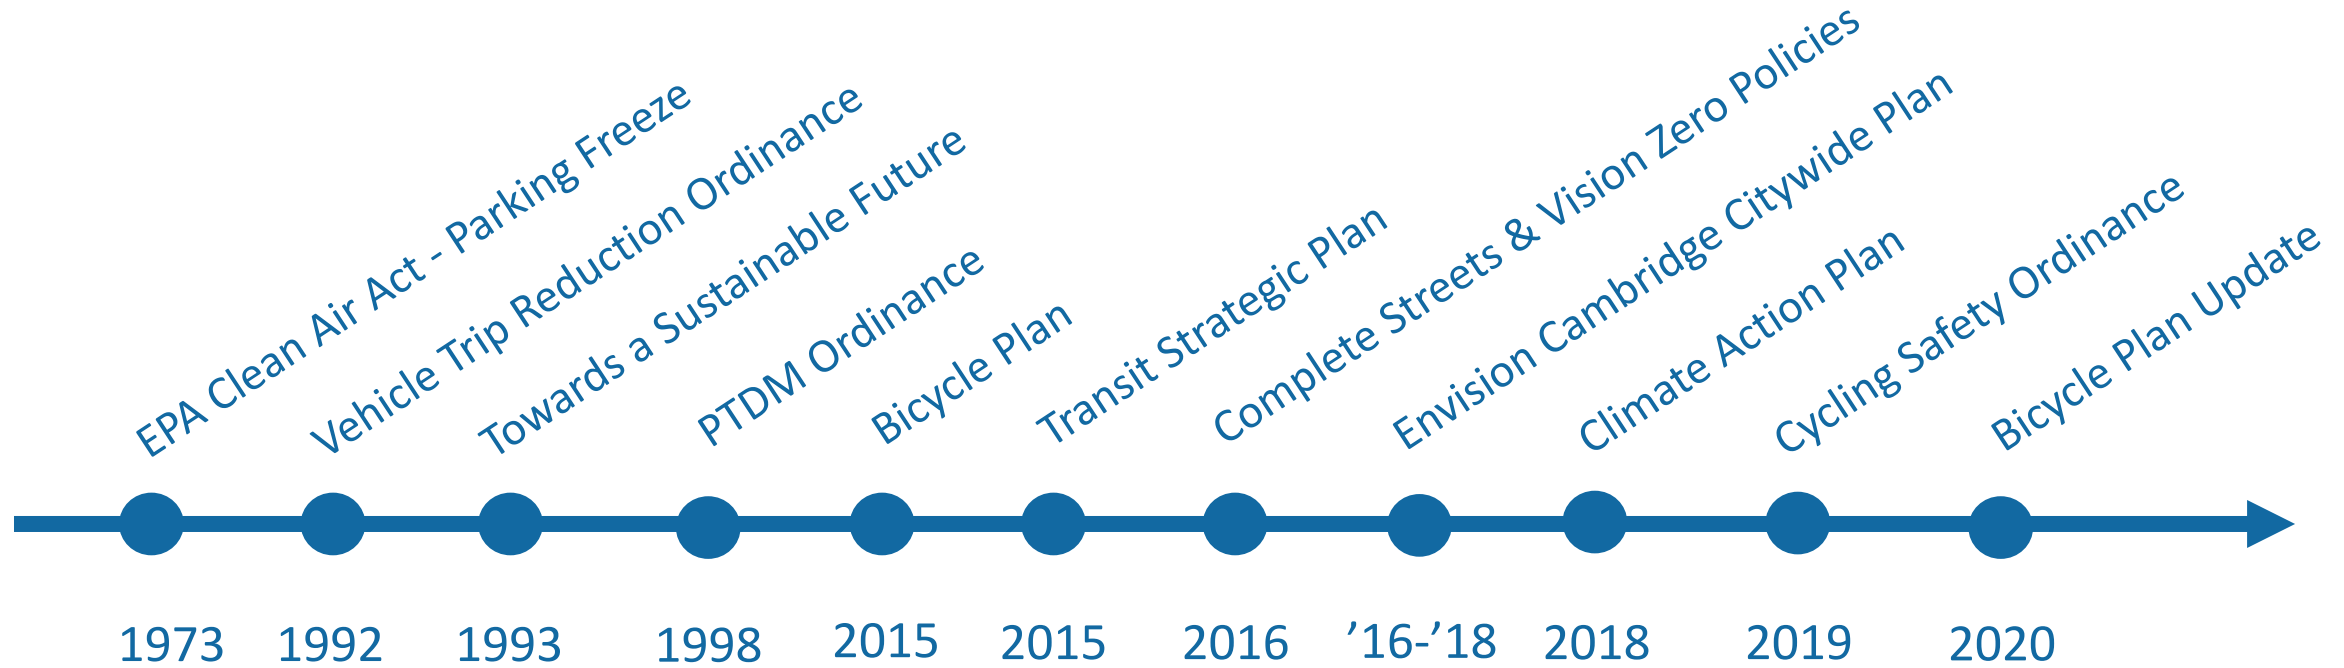 EPA Clean Air Act - Parking Freeze
Vehicle Trip Reduction Ordinance
Towards a Sustainable Future
PTDM Ordinance
Bicycle Plan
Transit Strategic Plan
Complete Streets & Vision Zero Policies
Envision Cambridge Citywide Plan
Climate Action Plan
Cycling Safety Ordinance
Bicycle Plan Update
1973
1992
1993
1998
2015
2015
2016
’16-’18
2018
2019
2020